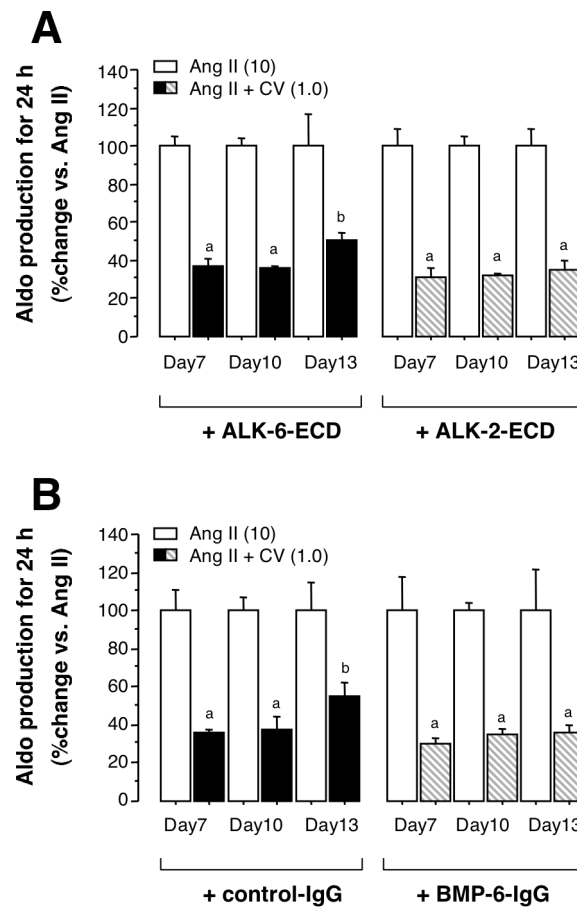 A
Aldo production for 24 h
(%change vs. Ang II)
140
120
100
80
60
40
20
0
Ang II (10)
Ang II + CV (1.0)
a
a
b
a
a
a
Day7
Day10
Day13
Day7
Day10
Day13
+ ALK-6-ECD
+ ALK-2-ECD
B
Aldo production for 24 h
(%change vs. Ang II)
140
120
100
80
60
40
20
0
Ang II (10)
Ang II + CV (1.0)
a
a
b
a
a
a
Day7
Day10
Day13
Day7
Day10
Day13
+ control-IgG
+ BMP-6-IgG